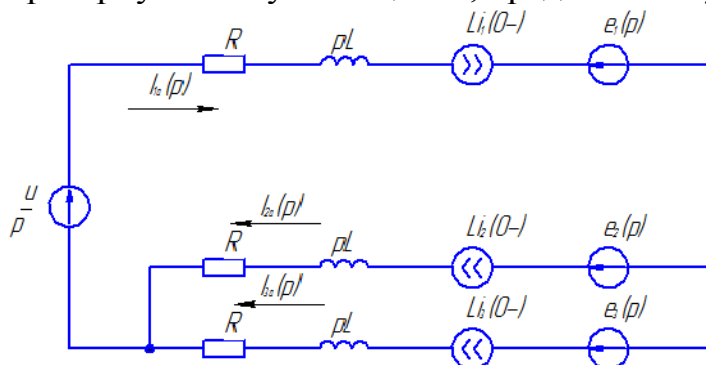 R pL Li₁(0-) e₁(p)
I₁ₐ(p)
u
p
I₂ₐ(p)
R pL Li₂(0-) e₂(p)
I₃ₐ(p)
R pL Li₃(0-) e₃(p)